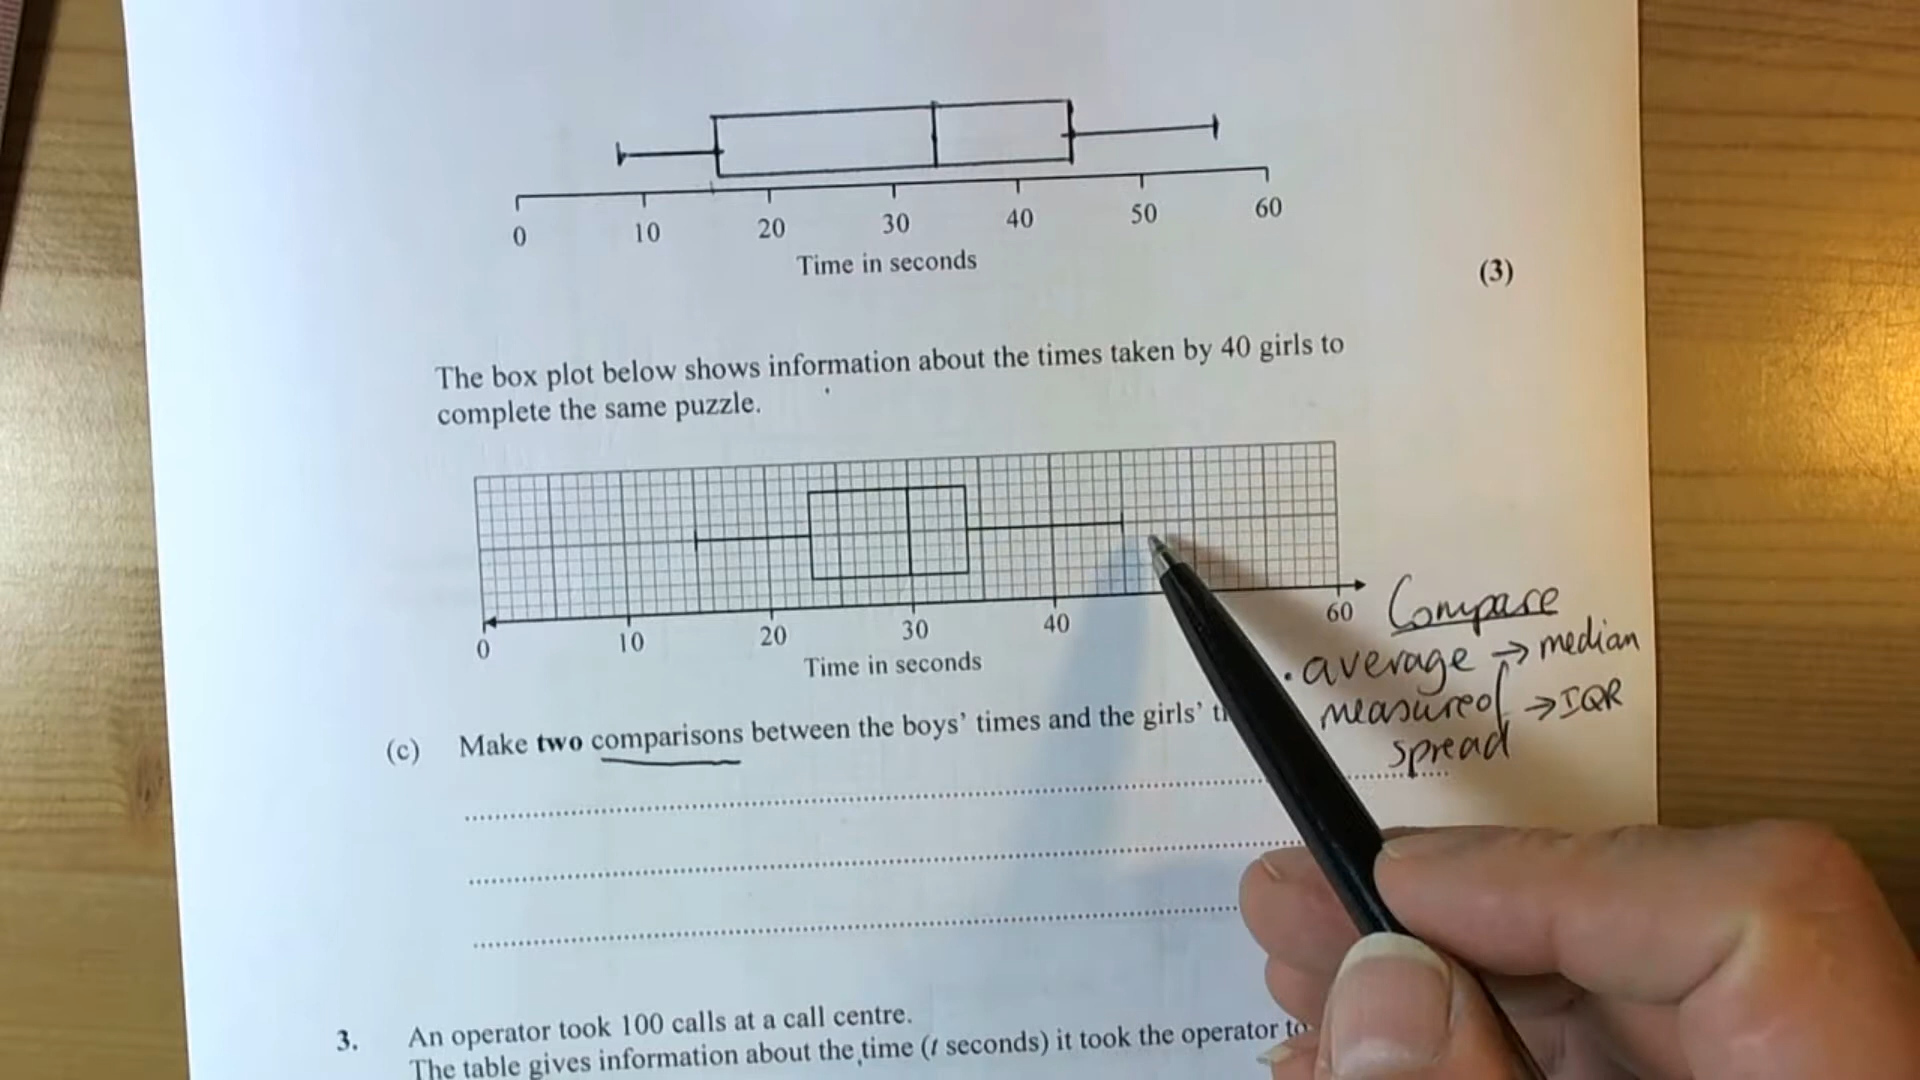 0 10 20 30 40 50 60
Time in seconds
(3)
The box plot below shows information about the times taken by 40 girls to
complete the same puzzle.
0 10 20 30 40 60
Time in seconds
Compare
. average → median
measure of → IQR
spread
(c) Make two comparisons between the boys' times and the girls'
3. An operator took 100 calls at a call centre.
The table gives information about the time (t seconds) it took the operator to